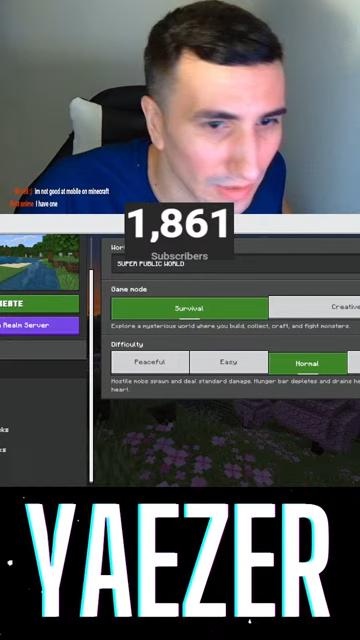 im not good at mobile on minecraft
I have one
1,861
Subscribers
SUPER PUBLIC WORLD
Game mode
Survival
Explore a mysterious world where you build, collect, craft, and fight monsters.
Realm Server
Difficulty
Peaceful
Easy
Normal
Hostile mobs spawn and deal standard damage. Hunger bar depletes and drains
heart.
YAEZER